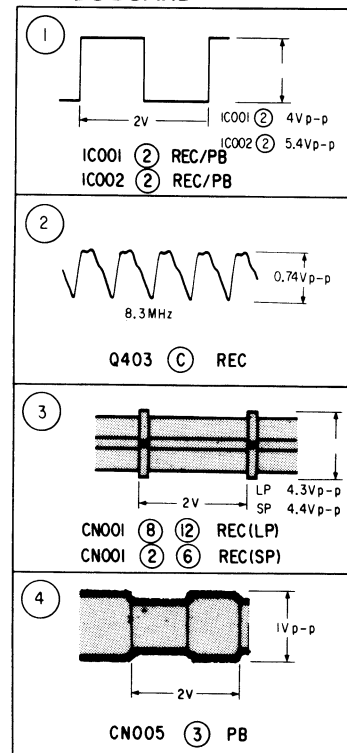 1
2V
IC001 2 4Vp-p
IC002 2 5.4Vp-p
IC001 2 REC/PB
IC002 2 REC/PB
2
0.74Vp-p
8.3MHz
Q403 C REC
3
2V
LP 4.3Vp-p
SP 4.4Vp-p
CN001 8 12 REC(LP)
CN001 2 6 REC(SP)
4
1Vp-p
2V
CN005 3 PB